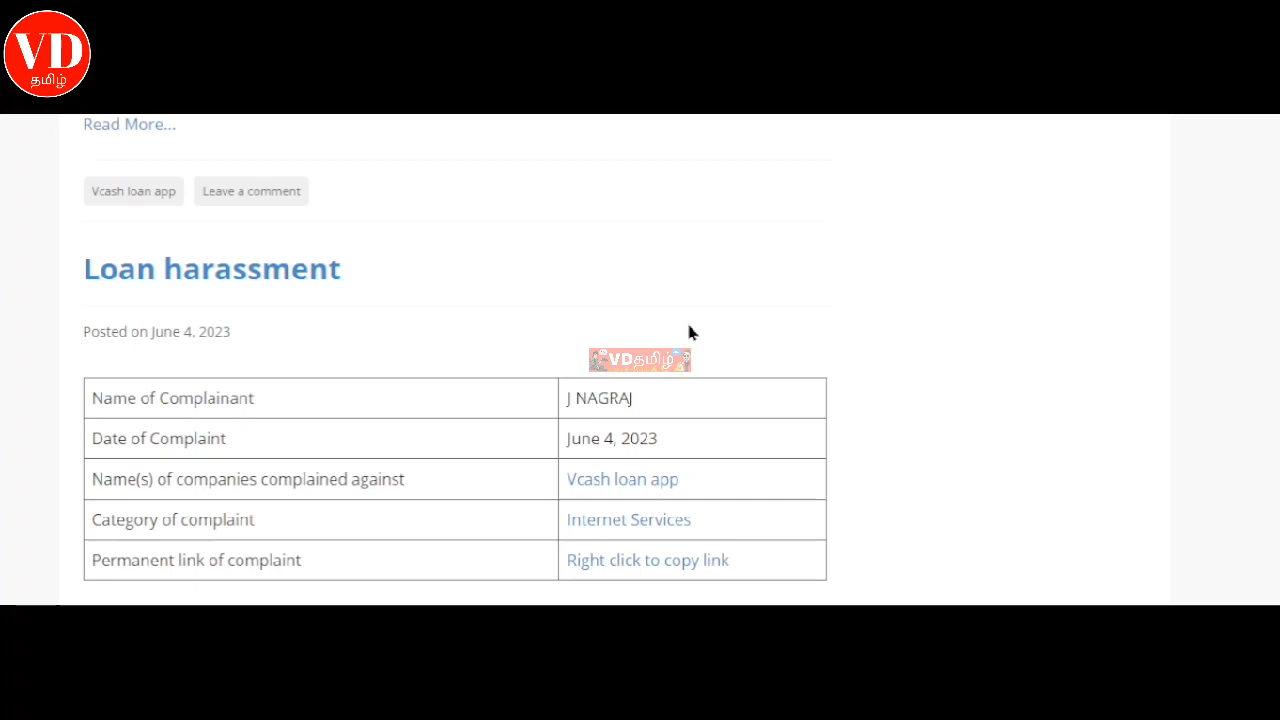 VD
தமிழ்
Read More...
Vcash loan app
Leave a comment
Loan harassment
Posted on June 4, 2023
VDதமிழ்
Name of Complainant
J NAGRAJ
Date of Complaint
June 4, 2023
Name(s) of companies complained against
Vcash loan app
Category of complaint
Internet Services
Permanent link of complaint
Right click to copy link